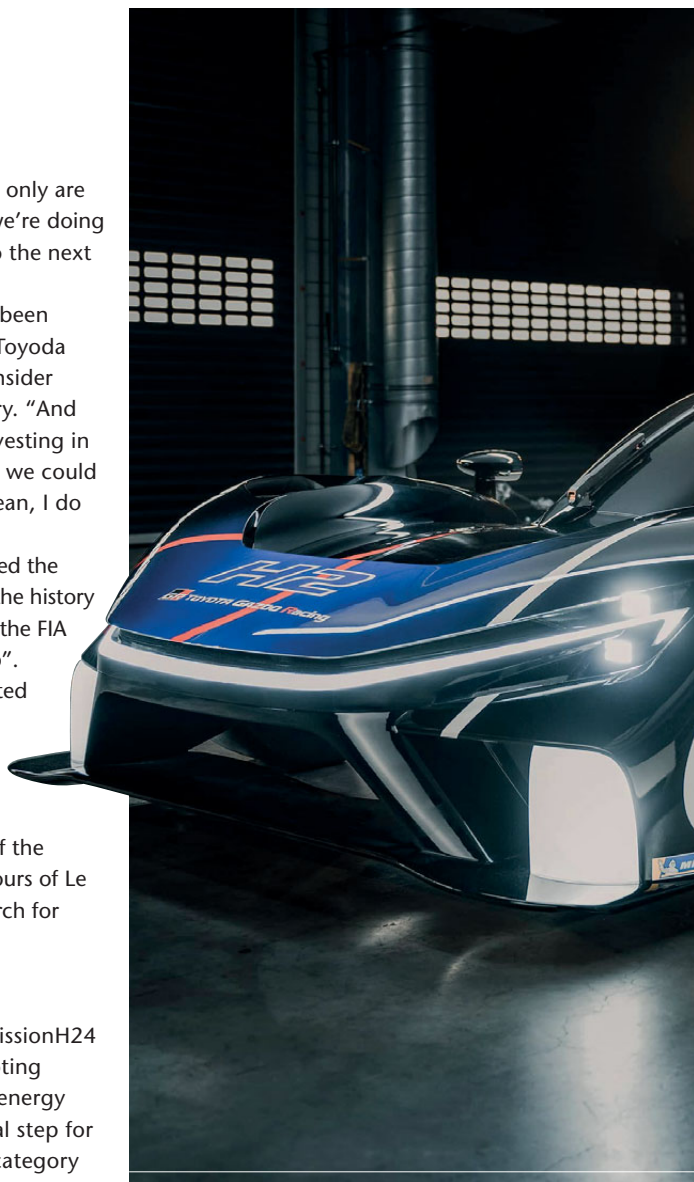 only are
we’re doing
the next
been
Toyoda
nsider
ry. “And
vesting in
we could
ean, I do
ed the
he history
the FIA
”.
ted
f the
ours of Le
rch for
issionH24
ting
energy
al step for
category
H2
GR TOYOTA GAZOO Racing